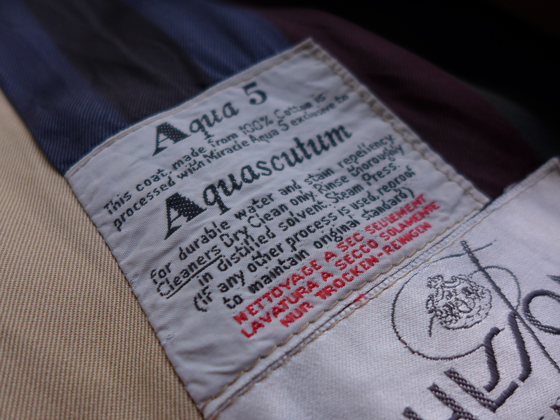 Aqua 5
This coat made from 100% Cotton is
processed with Miracle Aqua 5 exclusive to
Aquascutum
for durable water and stain repellency
Cleaners Dry Clean only. Rinse thoroughly
in distilled solvent. Steam Press.
(if any other process is used, reproof
to maintain original standard)
NETTOYAGE A SEC SEULEMENT
LAVATURA A SECCO SOLAMENTE
NUR TROCKEN-REINIGEN